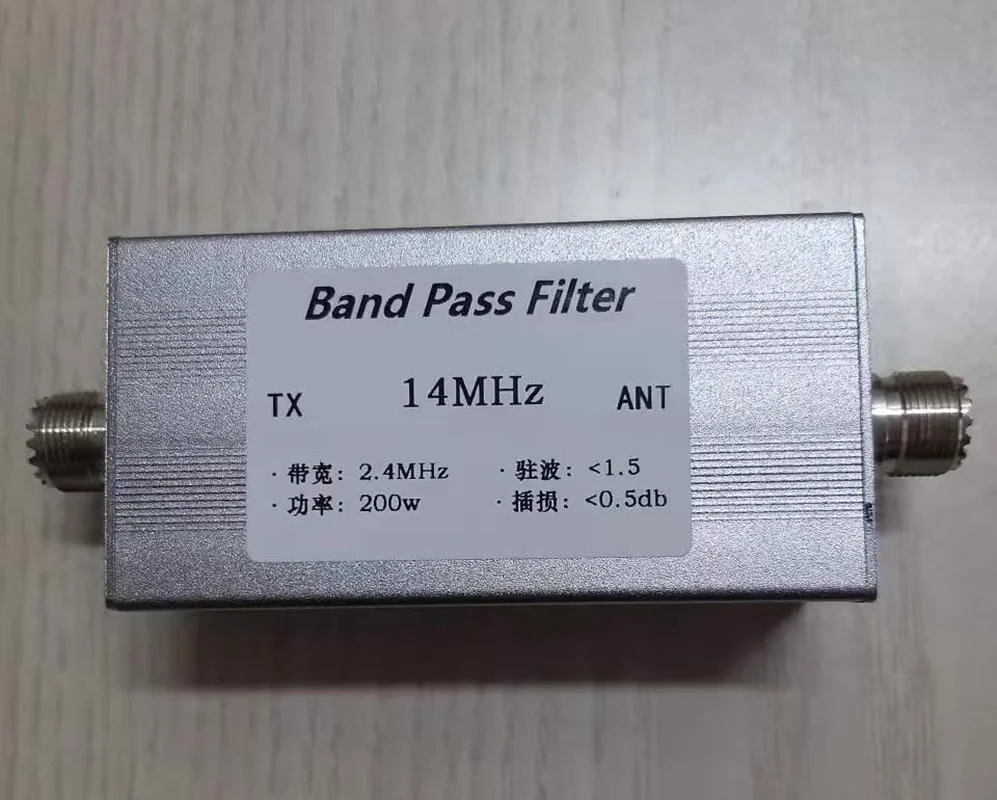 Band Pass Filter
TX 14MHz ANT
· 带宽: 2.4MHz · 驻波: <1.5
· 功率: 200w · 插损: <0.5db